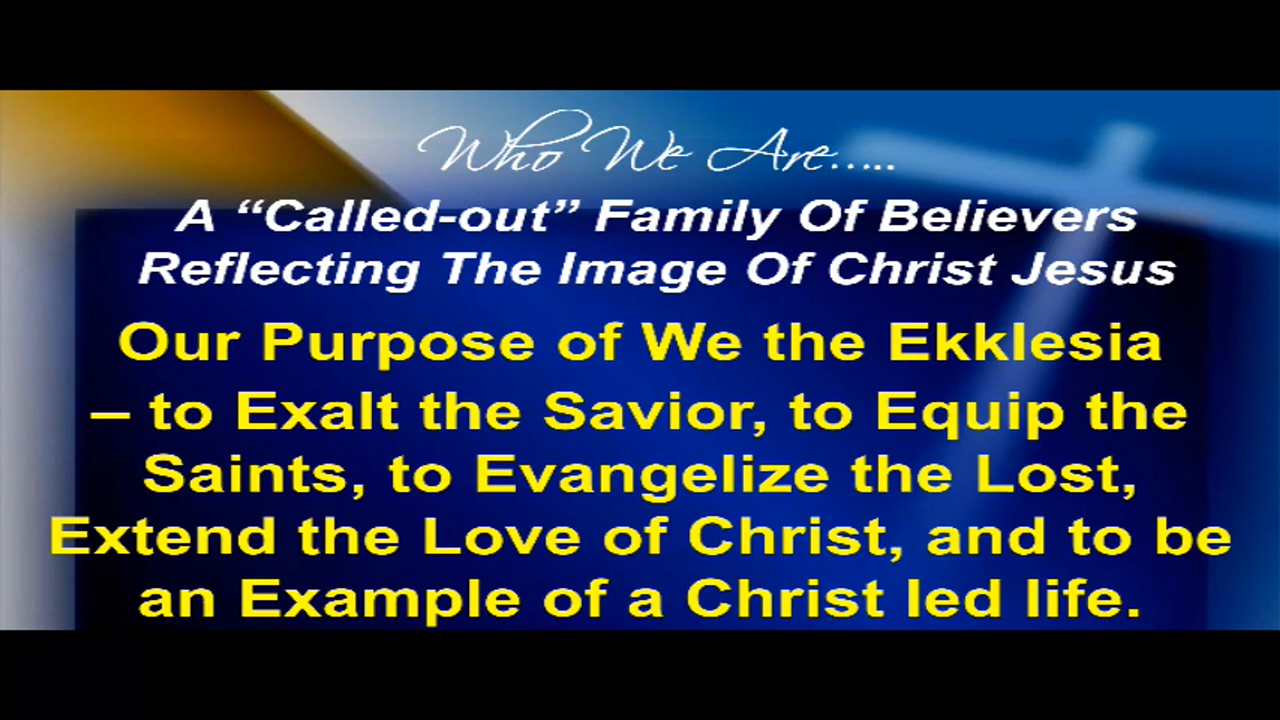 Who We Are.....
A “Called-out” Family Of Believers
Reflecting The Image Of Christ Jesus
Our Purpose of We the Ekklesia
– to Exalt the Savior, to Equip the
Saints, to Evangelize the Lost,
Extend the Love of Christ, and to be
an Example of a Christ led life.